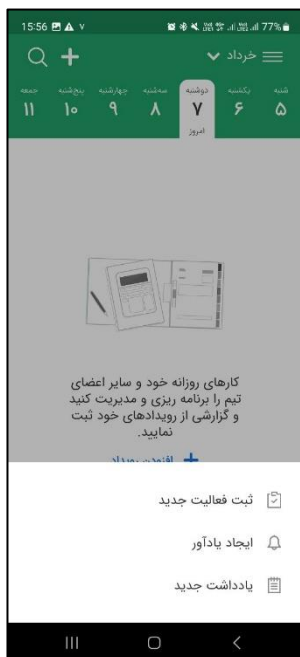 15:56 77%
خرداد
شنبه یکشنبه دوشنبه سه‌شنبه چهارشنبه پنج‌شنبه جمعه
۵ ۶ ۷ ۸ ۹ ۱۰ ۱۱
امروز
کارهای روزانه خود و سایر اعضای
تیم را برنامه ریزی و مدیریت کنید
و گزارشی از رویدادهای خود ثبت
نمایید.
افزودن رویداد
ثبت فعالیت جدید
ایجاد یادآور
یادداشت جدید